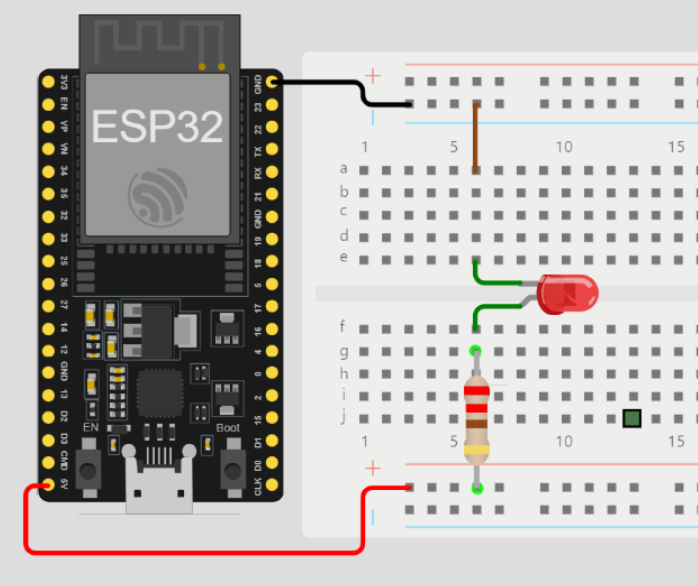 ESP32
3V3
EN
VP
VN
34
35
32
33
25
26
27
14
12
GND
13
D2
D3
CMD
5V
GND
23
22
TX
RX
21
GND
19
18
5
17
16
4
0
2
15
D1
D0
CLK
EN
Boot
+
|
1 5 10 15
a
b
c
d
e
f
g
h
i
j
1 5 10 15
+
|